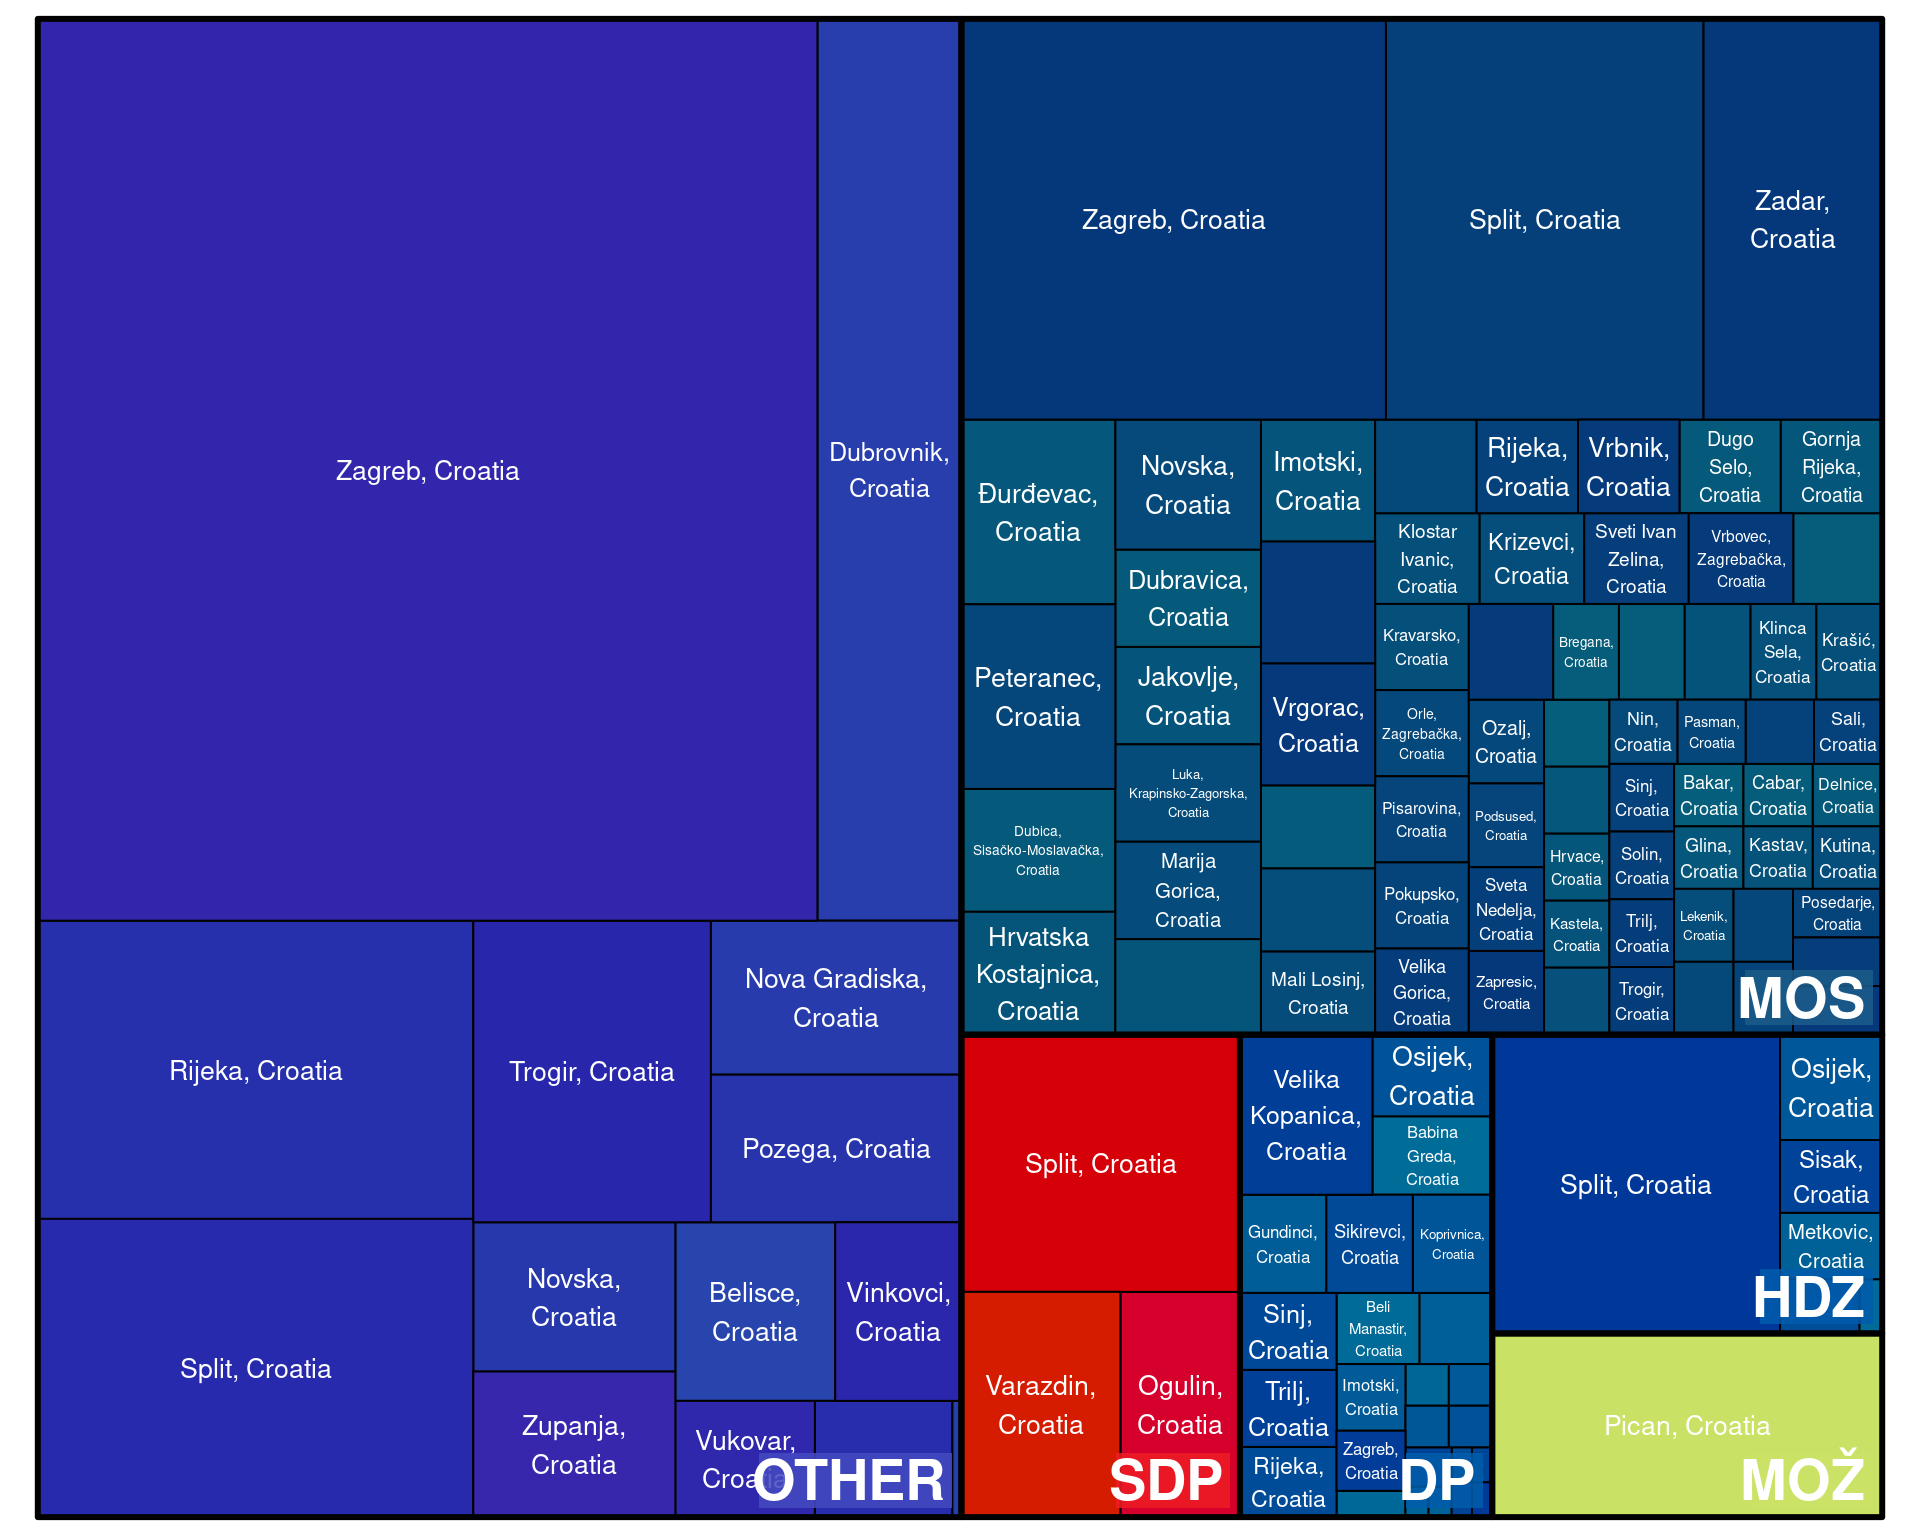 Zagreb, Croatia
Dubrovnik,
Croatia
Rijeka, Croatia
Trogir, Croatia
Nova Gradiska,
Croatia
Pozega, Croatia
Split, Croatia
Novska,
Croatia
Zupanja,
Croatia
Belisce,
Croatia
Vinkovci,
Croatia
Vukovar,
Croatia
OTHER
Zagreb, Croatia
Split, Croatia
Zadar,
Croatia
Đurđevac,
Croatia
Peteranec,
Croatia
Dubica,
Sisačko-Moslavačka,
Croatia
Hrvatska
Kostajnica,
Croatia
Novska,
Croatia
Dubravica,
Croatia
Jakovlje,
Croatia
Luka,
Krapinsko-Zagorska,
Croatia
Marija
Gorica,
Croatia
Imotski,
Croatia
Vrgorac,
Croatia
Mali Losinj,
Croatia
Rijeka,
Croatia
Vrbnik,
Croatia
Dugo
Selo,
Croatia
Gornja
Rijeka,
Croatia
Klostar
Ivanic,
Croatia
Krizevci,
Croatia
Sveti Ivan
Zelina,
Croatia
Vrbovec,
Zagrebačka,
Croatia
Kravarsko,
Croatia
Orle,
Zagrebačka,
Croatia
Pisarovina,
Croatia
Pokupsko,
Croatia
Velika
Gorica,
Croatia
Bregana,
Croatia
Klinca
Sela,
Croatia
Krašić,
Croatia
Ozalj,
Croatia
Podsused,
Croatia
Sveta
Nedelja,
Croatia
Zapresic,
Croatia
Hrvace,
Croatia
Kastela,
Croatia
Nin,
Croatia
Pasman,
Croatia
Sali,
Croatia
Sinj,
Croatia
Solin,
Croatia
Trilj,
Croatia
Trogir,
Croatia
Bakar,
Croatia
Cabar,
Croatia
Delnice,
Croatia
Glina,
Croatia
Kastav,
Croatia
Kutina,
Croatia
Lekenik,
Croatia
Posedarje,
Croatia
MOS
Split, Croatia
Varazdin,
Croatia
Ogulin,
Croatia
SDP
Velika
Kopanica,
Croatia
Osijek,
Croatia
Babina
Greda,
Croatia
Gundinci,
Croatia
Sikirevci,
Croatia
Koprivnica,
Croatia
Sinj,
Croatia
Trilj,
Croatia
Rijeka,
Croatia
Beli
Manastir,
Croatia
Imotski,
Croatia
Zagreb,
Croatia
DP
Split, Croatia
Osijek,
Croatia
Sisak,
Croatia
Metkovic,
Croatia
HDZ
Pican, Croatia
MOŽ